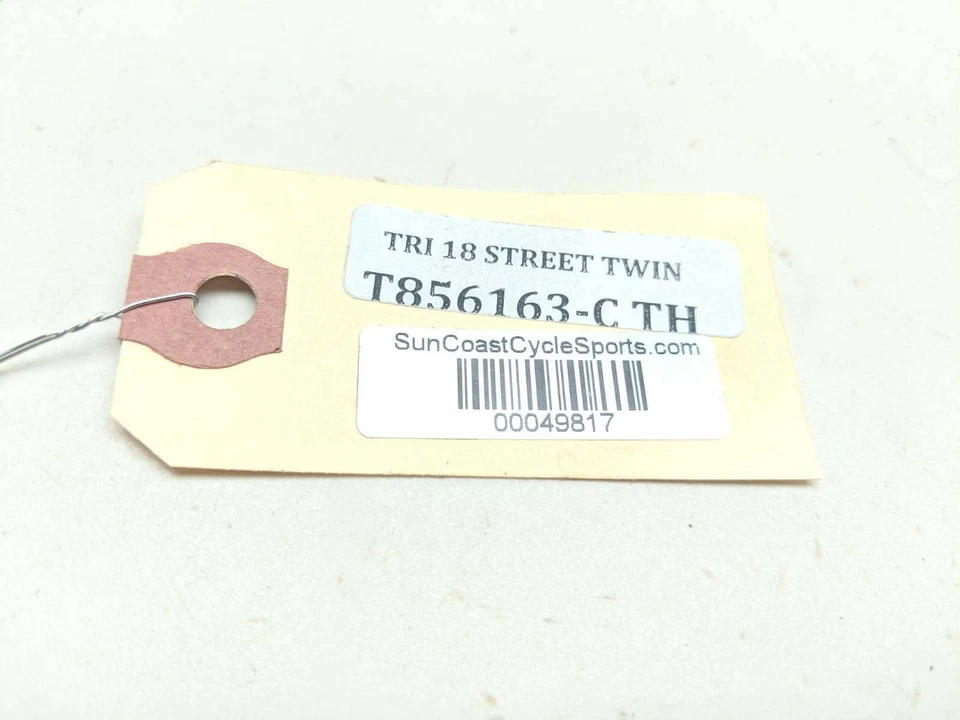 TRI 18 STREET TWIN
T856163-C TH
SunCoastCycleSports.com
00049817